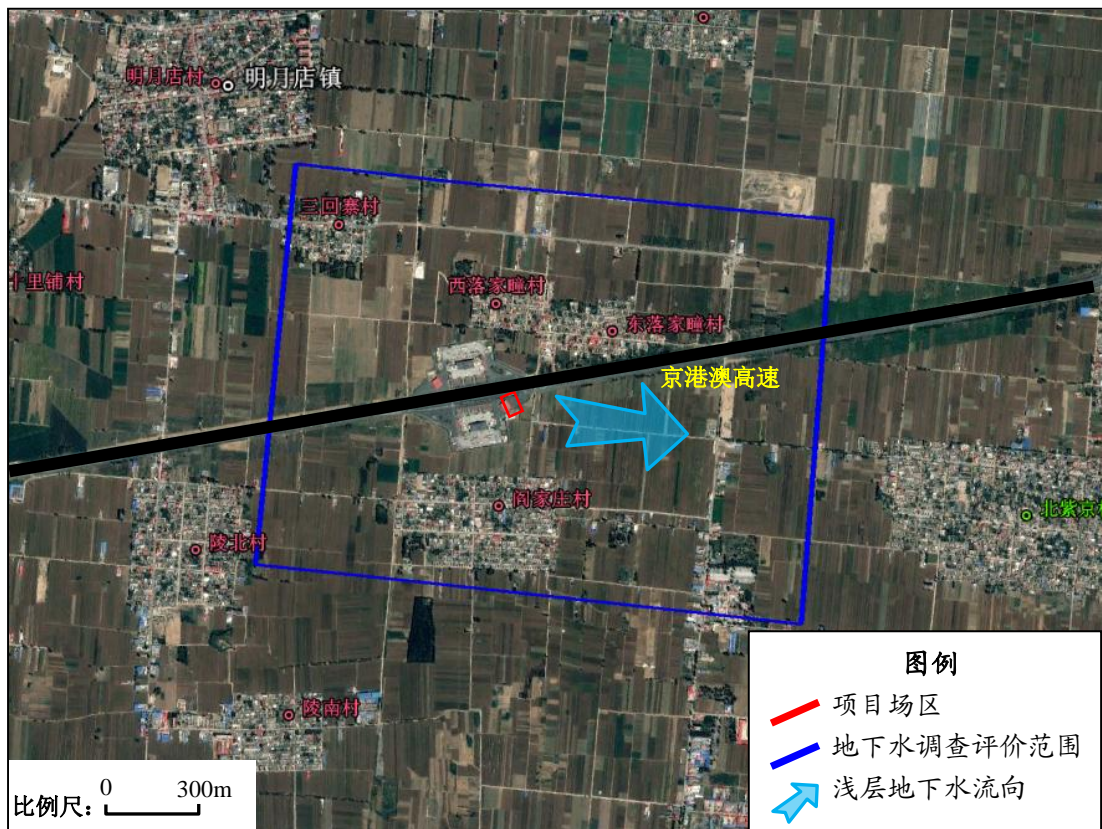 明月店村
明月店镇
三回寨村
十里铺村
西落家疃村
东落家疃村
京港澳高速
阎家庄村
北紫京
陵北村
陵南村
图例
项目场区
地下水调查评价范围
浅层地下水流向
比例尺：
0
300m